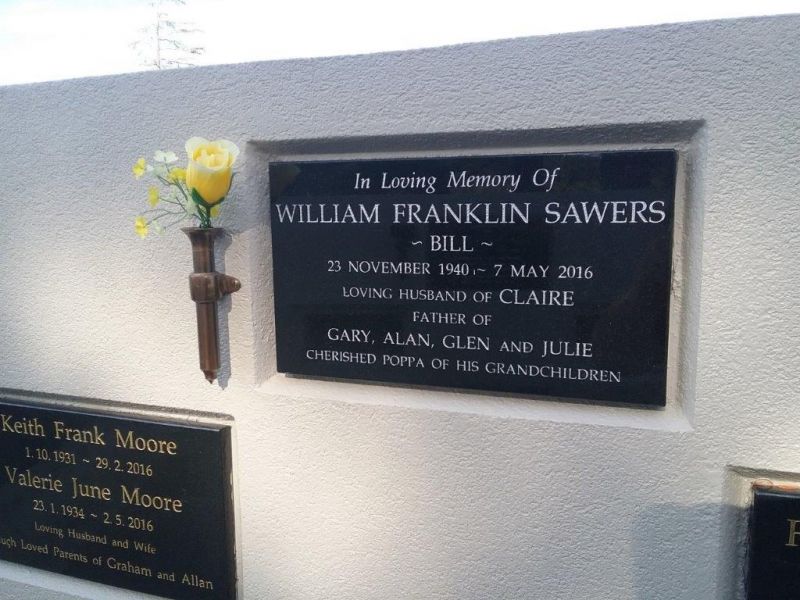 In Loving Memory Of
WILLIAM FRANKLIN SAWERS
~ BILL ~
23 NOVEMBER 1940 ~ 7 MAY 2016
LOVING HUSBAND OF CLAIRE
FATHER OF
GARY, ALAN, GLEN AND JULIE
CHERISHED POPPA OF HIS GRANDCHILDREN
Keith Frank Moore
1.10.1931 ~ 29.2.2016
Valerie June Moore
23.1.1934 ~ 2.5.2016
Loving Husband and Wife
Loved Parents of Graham and Allan